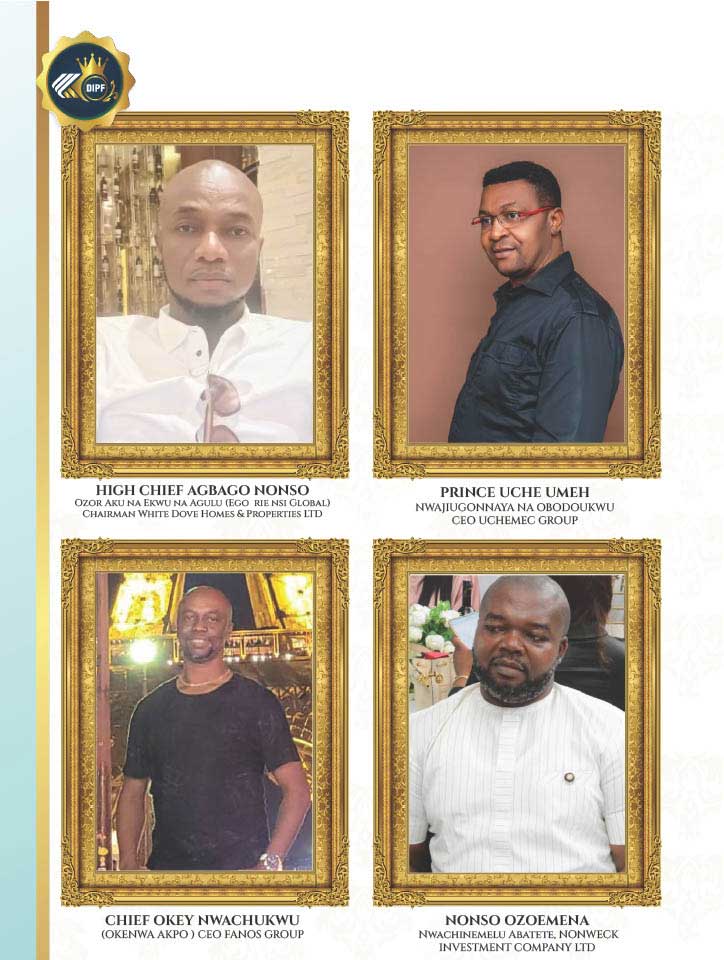 DIPF
HIGH CHIEF AGBAGO NONSO
OZOR AKU NA EKWU NA AGULU (EGO RIE NSI GLOBAL)
CHAIRMAN WHITE DOVE HOMES & PROPERTIES LTD
PRINCE UCHE UMEH
NWAJIUGONNAYA NA OBODOUKWU
CEO UCHEMEC GROUP
CHIEF OKEY NWACHUKWU
(OKENWA AKPO ) CEO FANOS GROUP
NONSO OZOEMENA
NWACHINEMELU ABATETE, NONWECK
INVESTMENT COMPANY LTD